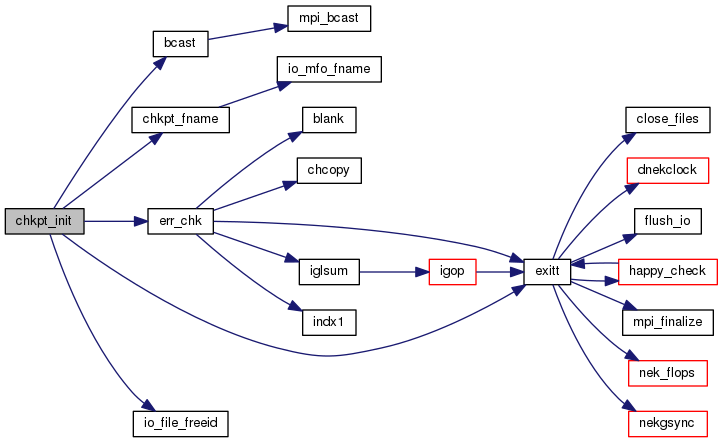 mpi_bcast
bcast
io_mfo_fname
chkpt_fname
blank
close_files
chcopy
dnekclock
chkpt_init
err_chk
flush_io
iglsum
igop
exitt
happy_check
indx1
mpi_finalize
nek_flops
io_file_freeid
nekgsync